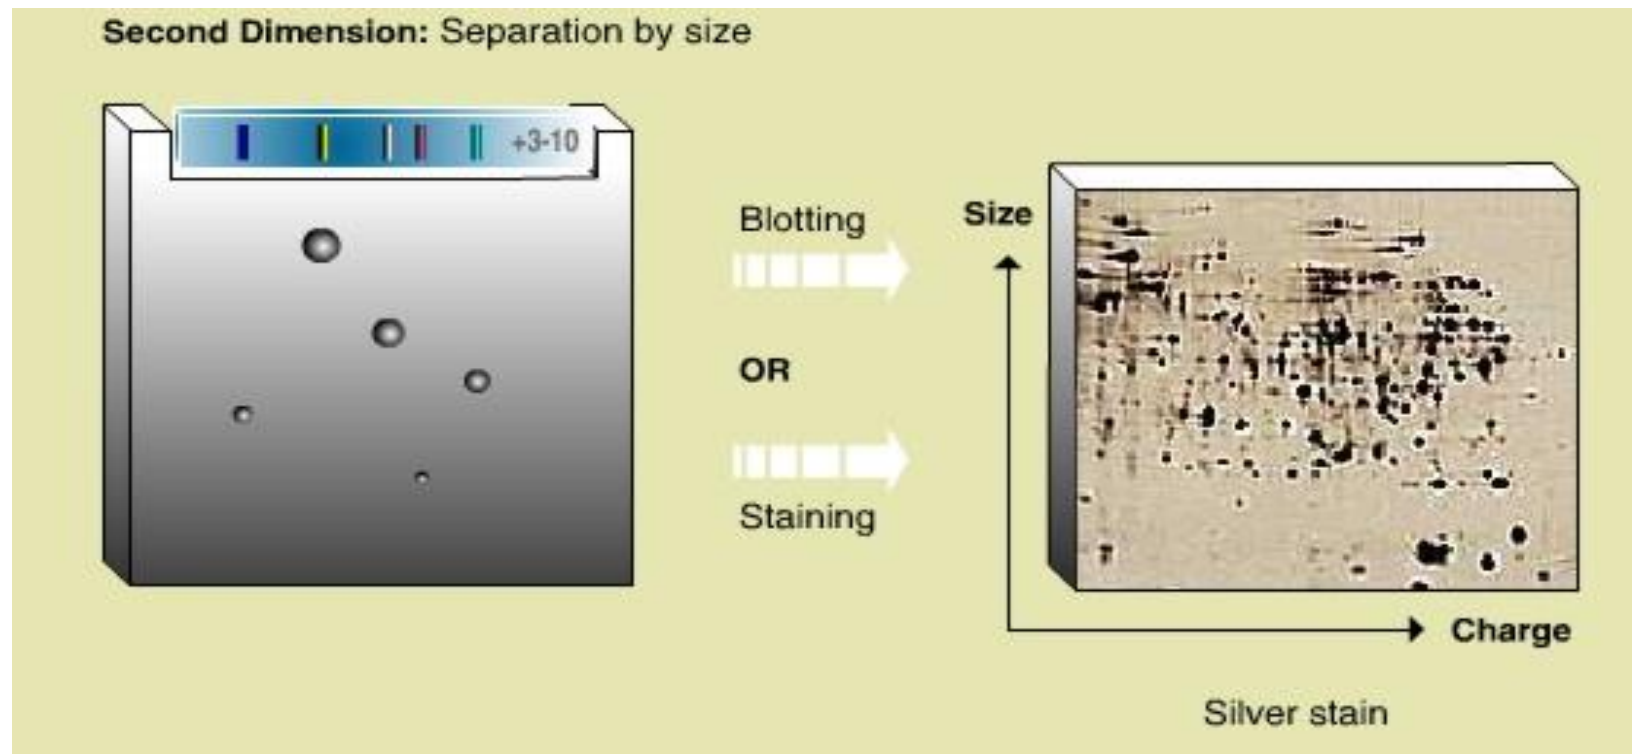 Second Dimension: Separation by size
+3-10
Blotting
OR
Staining
Size
Charge
Silver stain